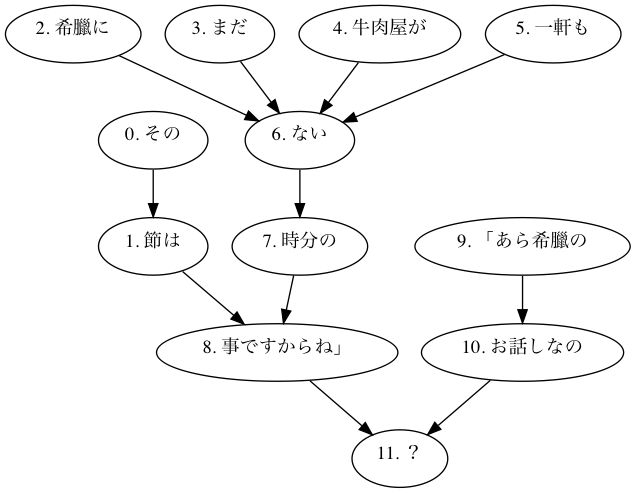 2. 希臘に
3. まだ
4. 牛肉屋が
5. 一軒も
0. その
6. ない
1. 節は
7. 時分の
9. 「あら希臘の
8. 事ですからね」
10. お話しなの
11. ？